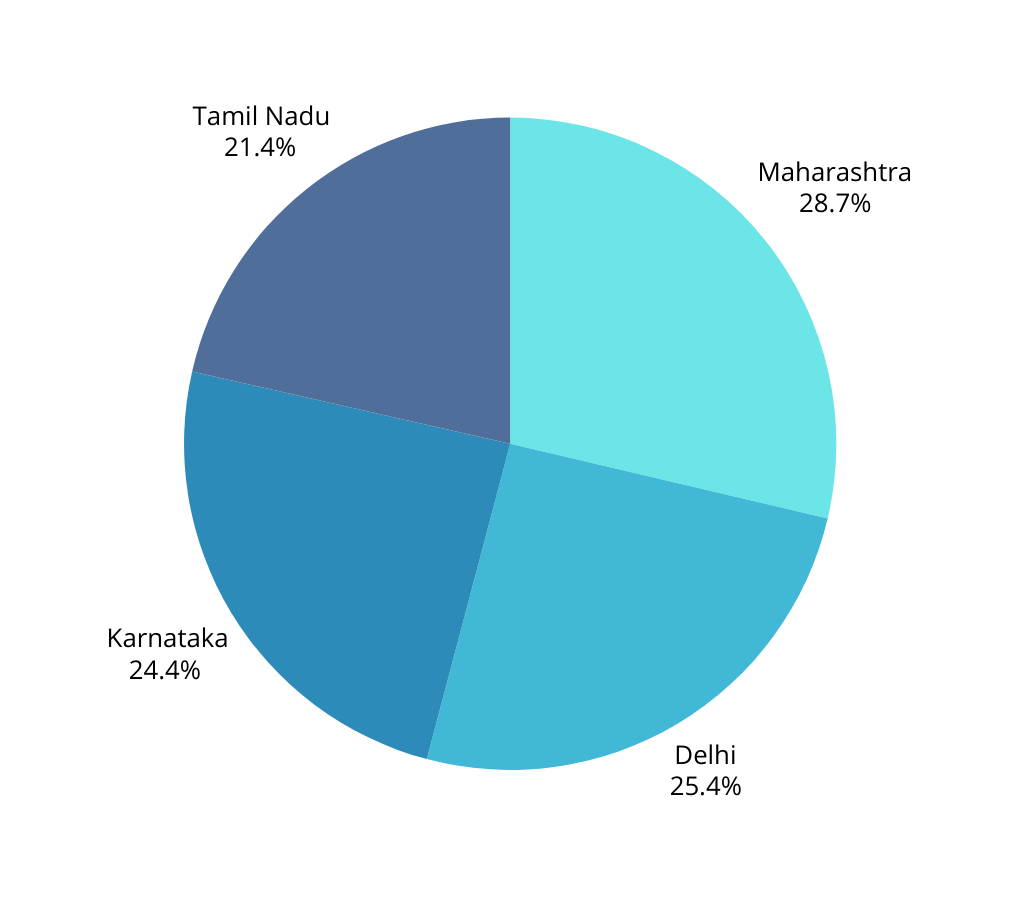 Tamil Nadu
21.4%
Maharashtra
28.7%
Karnataka
24.4%
Delhi
25.4%